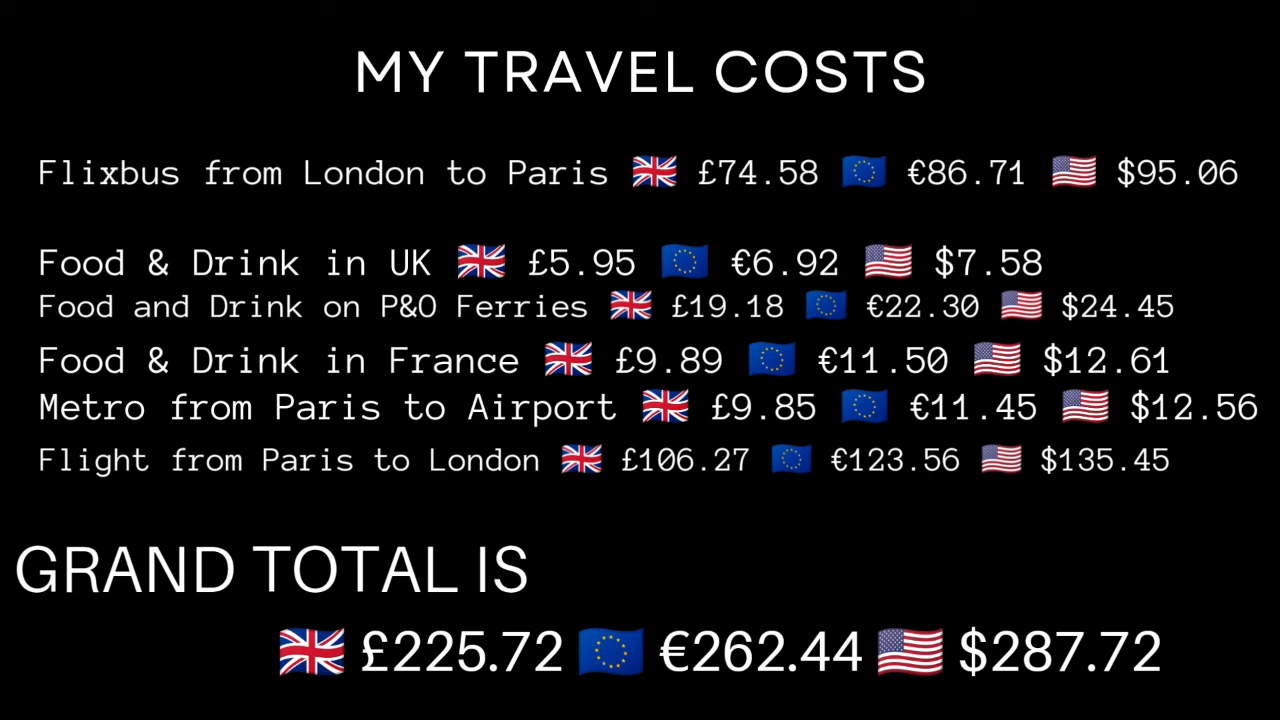 MY TRAVEL COSTS
Flixbus from London to Paris 🇬🇧 £74.58 🇪🇺 €86.71 🇺🇸 $95.06
Food & Drink in UK 🇬🇧 £5.95 🇪🇺 €6.92 🇺🇸 $7.58
Food and Drink on P&O Ferries 🇬🇧 £19.18 🇪🇺 €22.30 🇺🇸 $24.45
Food & Drink in France 🇬🇧 £9.89 🇪🇺 €11.50 🇺🇸 $12.61
Metro from Paris to Airport 🇬🇧 £9.85 🇪🇺 €11.45 🇺🇸 $12.56
Flight from Paris to London 🇬🇧 £106.27 🇪🇺 €123.56 🇺🇸 $135.45
GRAND TOTAL IS
🇬🇧 £225.72 🇪🇺 €262.44 🇺🇸 $287.72